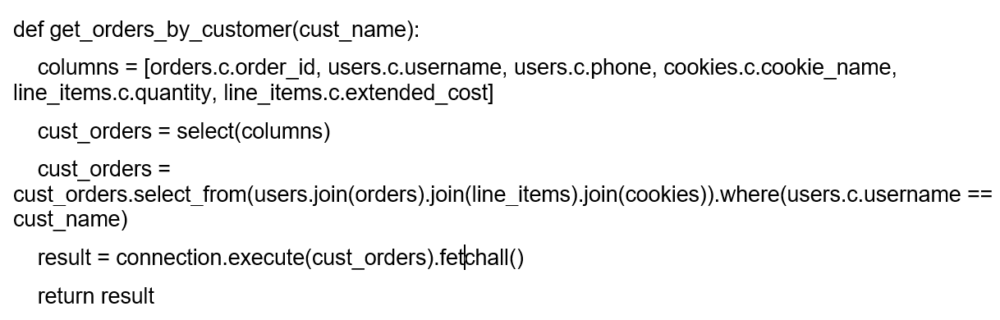 def get_orders_by_customer(cust_name):
columns = [orders.c.order_id, users.c.username, users.c.phone, cookies.c.cookie_name,
line_items.c.quantity, line_items.c.extended_cost]
cust_orders = select(columns)
cust_orders =
cust_orders.select_from(users.join(orders).join(line_items).join(cookies)).where(users.c.username ==
cust_name)
result = connection.execute(cust_orders).fetchall()
return result